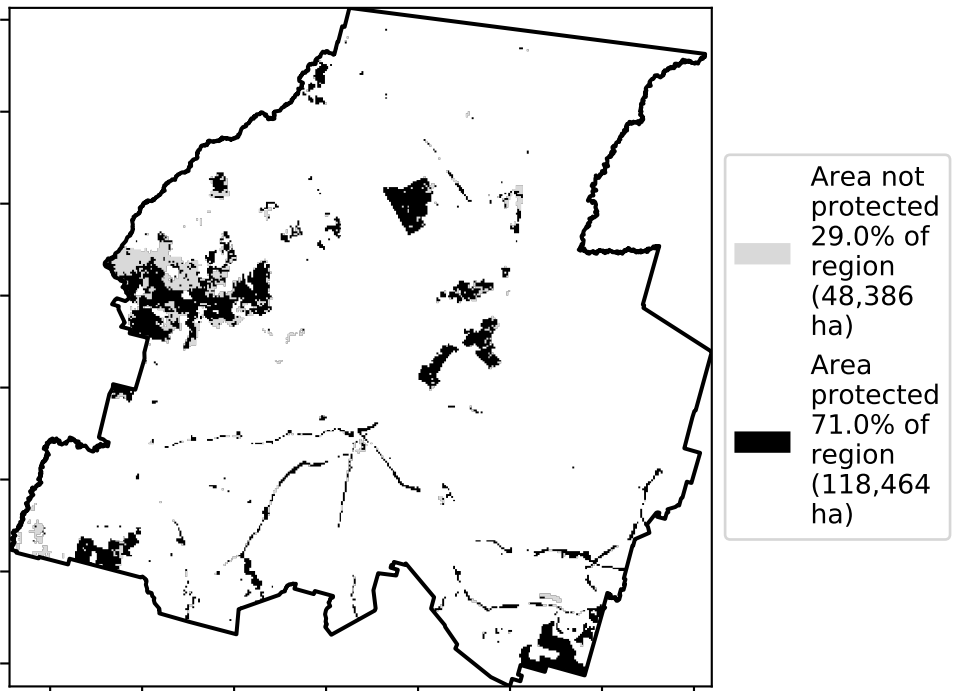 Area not
protected
29.0% of
region
(48,386
ha)
Area
protected
71.0% of
region
(118,464
ha)